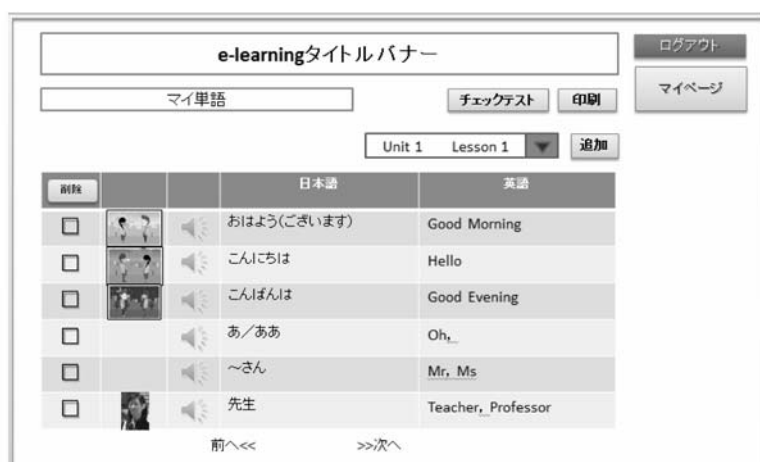 e-learningタイトルバナー
ログアウト
マイページ
マイ単語
チェックテスト
印刷
Unit 1 Lesson 1
追加
削除 日本語 英語
おはよう(ございます) Good Morning
こんにちは Hello
こんばんは Good Evening
あ／ああ Oh,
～さん Mr, Ms
先生 Teacher, Professor
前へ<< >>次へ